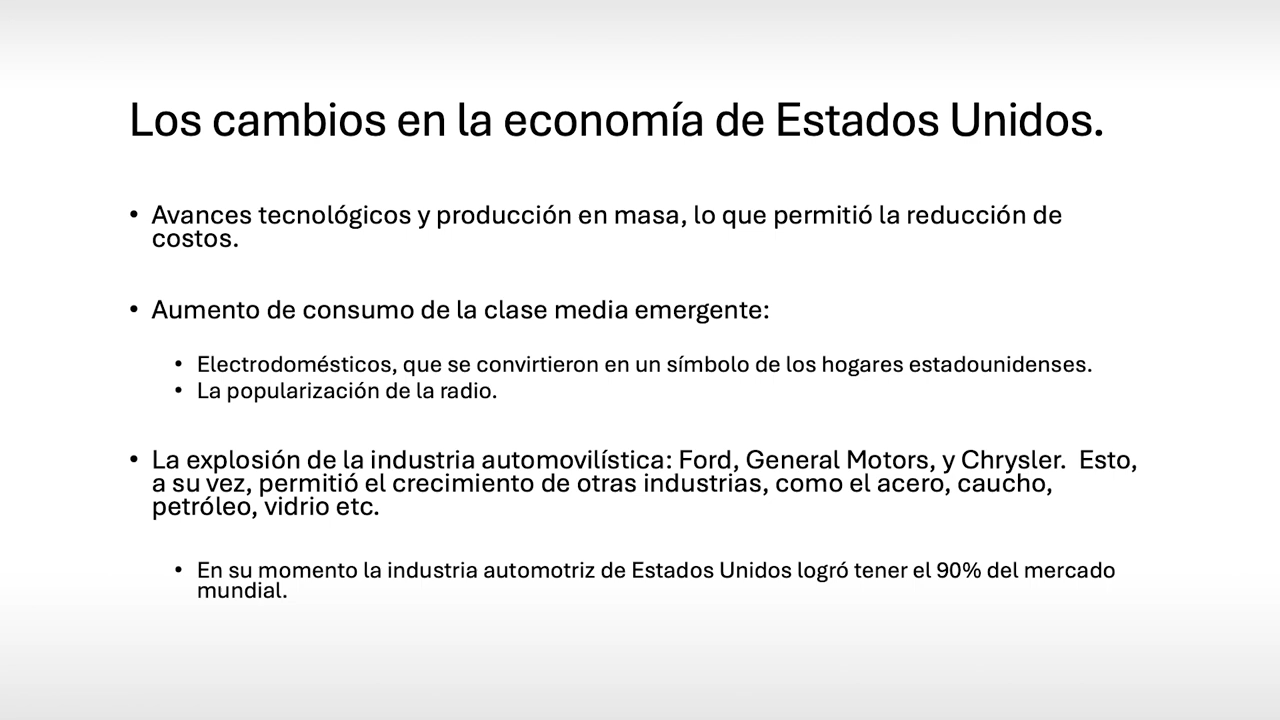 Los cambios en la economía de Estados Unidos.
• Avances tecnológicos y producción en masa, lo que permitió la reducción de
costos.
• Aumento de consumo de la clase media emergente:
• Electrodomésticos, que se convirtieron en un símbolo de los hogares estadounidenses.
• La popularización de la radio.
• La explosión de la industria automovilística: Ford, General Motors, y Chrysler.  Esto,
a su vez, permitió el crecimiento de otras industrias, como el acero, caucho,
petróleo, vidrio etc.
• En su momento la industria automotriz de Estados Unidos logró tener el 90% del mercado
mundial.